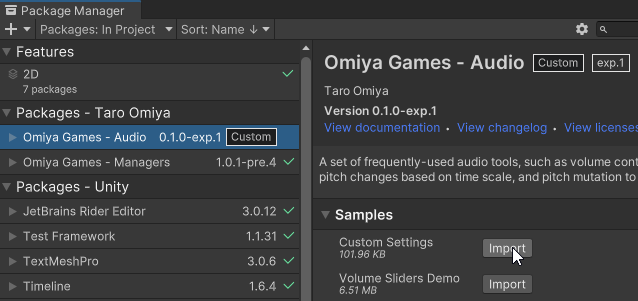 Package Manager
Packages: In Project
Sort: Name ↓
Features
2D
7 packages
Packages - Taro Omiya
Omiya Games - Audio 0.1.0-exp.1 Custom
Omiya Games - Managers 1.0.1-pre.4
Packages - Unity
JetBrains Rider Editor 3.0.12
Test Framework 1.1.31
TextMeshPro 3.0.6
Timeline 1.6.4
Omiya Games - Audio Custom exp.1
Taro Omiya
Version 0.1.0-exp.1
View documentation • View changelog • View licenses
A set of frequently-used audio tools, such as volume cont
pitch changes based on time scale, and pitch mutation to
Samples
Custom Settings Import
101.96 KB
Volume Sliders Demo Import
6.51 MB